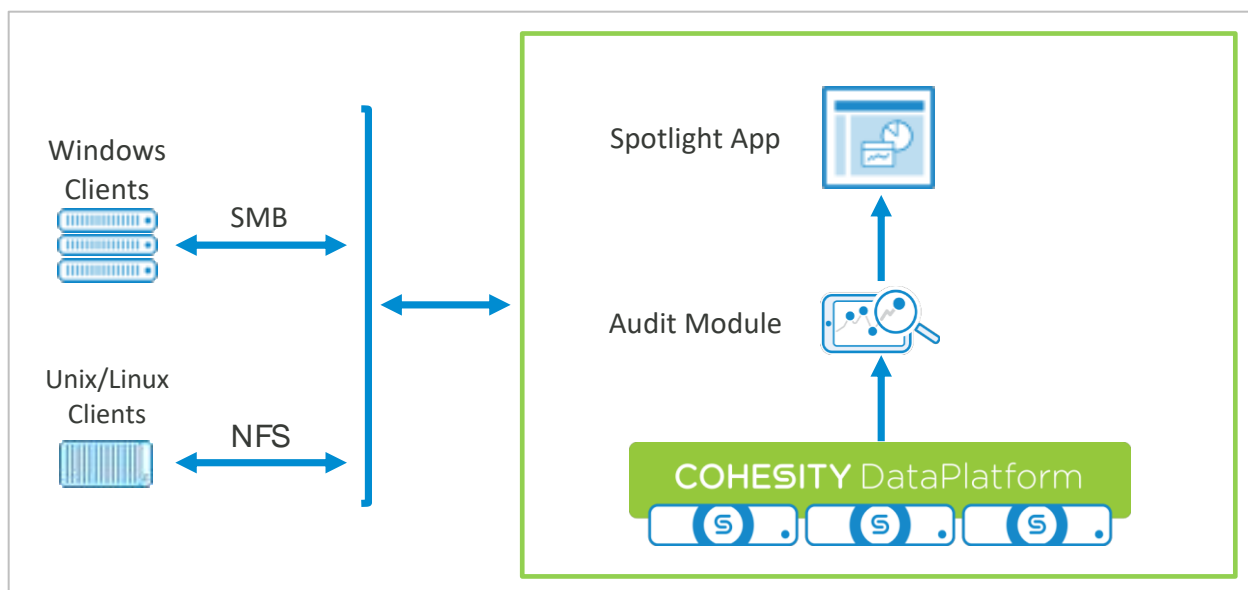 Windows
Clients
SMB
Unix/Linux
Clients
NFS
Spotlight App
Audit Module
COHESITY DataPlatform
S S S